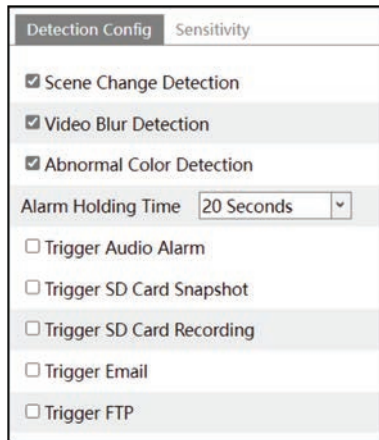 Detection Config Sensitivity
Scene Change Detection
Video Blur Detection
Abnormal Color Detection
Alarm Holding Time 20 Seconds
Trigger Audio Alarm
Trigger SD Card Snapshot
Trigger SD Card Recording
Trigger Email
Trigger FTP